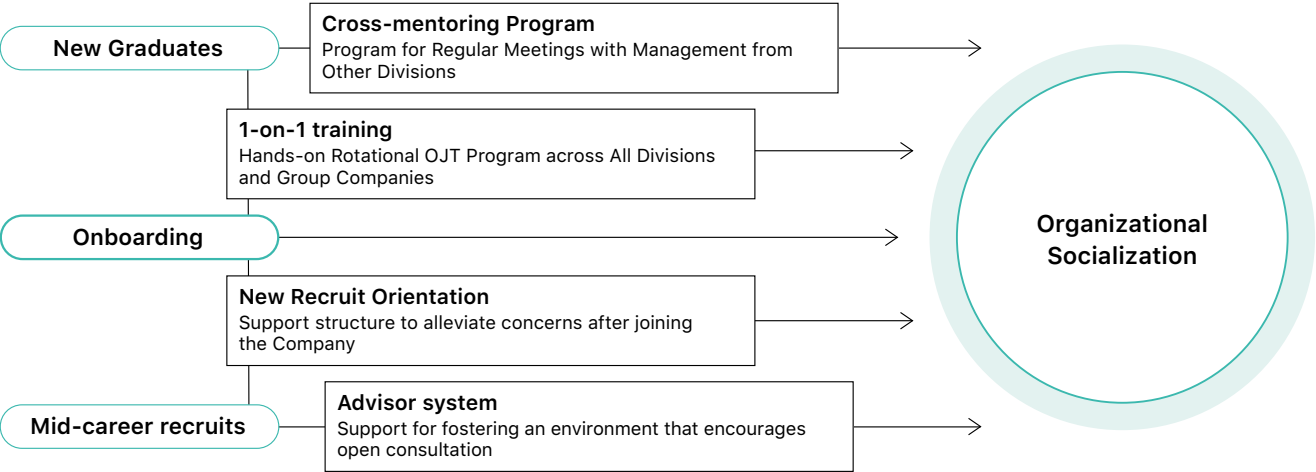 New Graduates
Cross-mentoring Program
Program for Regular Meetings with Management from
Other Divisions
1-on-1 training
Hands-on Rotational OJT Program across All Divisions
and Group Companies
Onboarding
Organizational
Socialization
New Recruit Orientation
Support structure to alleviate concerns after joining
the Company
Mid-career recruits
Advisor system
Support for fostering an environment that encourages
open consultation